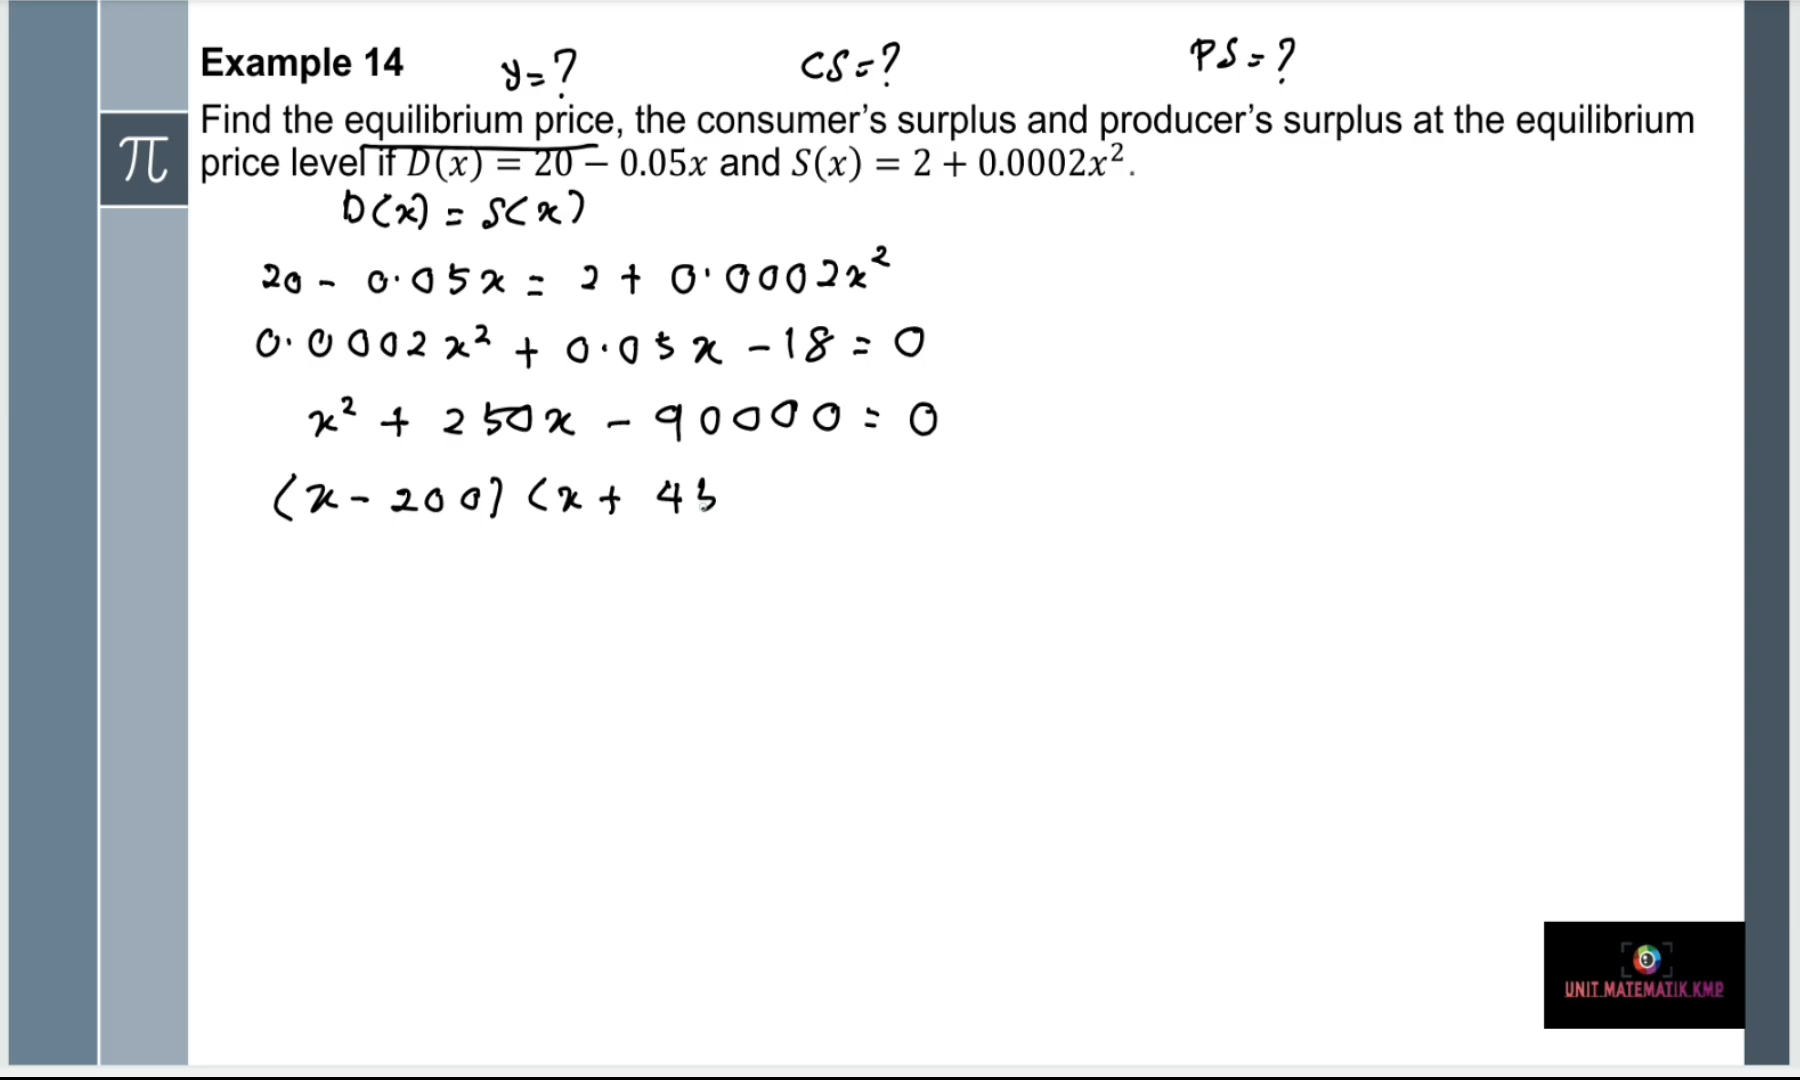 Example 14
y=?
CS=?
PS=?
Find the equilibrium price, the consumer's surplus and producer's surplus at the equilibrium
price level if D(x) = 20 − 0.05x and S(x) = 2 + 0.0002x².
π
D(x) = S(x)
20 - 0.05x = 2 + 0.0002x²
0.0002x² + 0.05x - 18 = 0
x² + 250x - 90000 = 0
(x - 200)(x + 45
UNIT MATEMATIK KMP